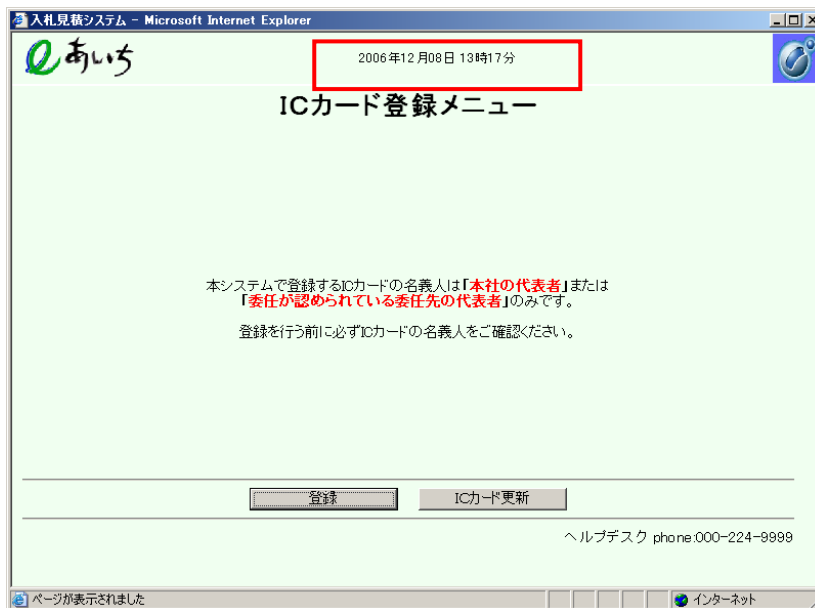 入札見積システム - Microsoft Internet Explorer
あいち
2006年12月08日 13時17分
ICカード登録メニュー
本システムで登録するICカードの名義人は「本社の代表者」または
「委任が認められている委任先の代表者」のみです。
登録を行う前に必ずICカードの名義人をご確認ください。
登録
ICカード更新
ヘルプデスク phone:000-224-9999
ページが表示されました
インターネット